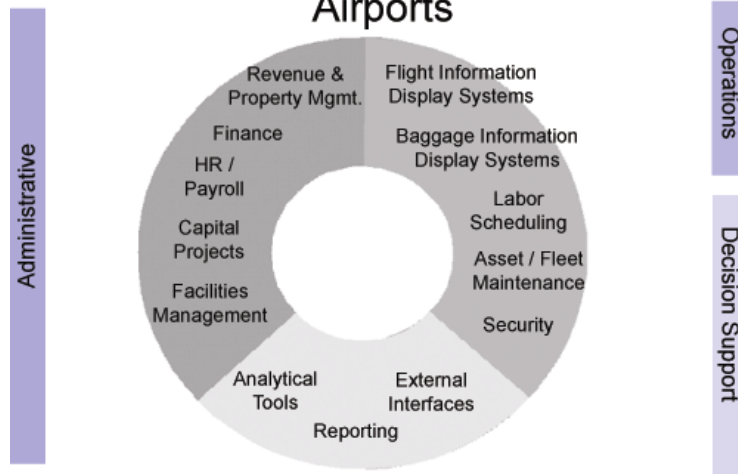 Airports
Administrative
Revenue &
Property Mgmt.
Finance
HR /
Payroll
Capital
Projects
Facilities
Management
Flight Information
Display Systems
Baggage Information
Display Systems
Labor
Scheduling
Asset / Fleet
Maintenance
Security
Analytical
Tools
External
Interfaces
Reporting
Operations
Decision Support